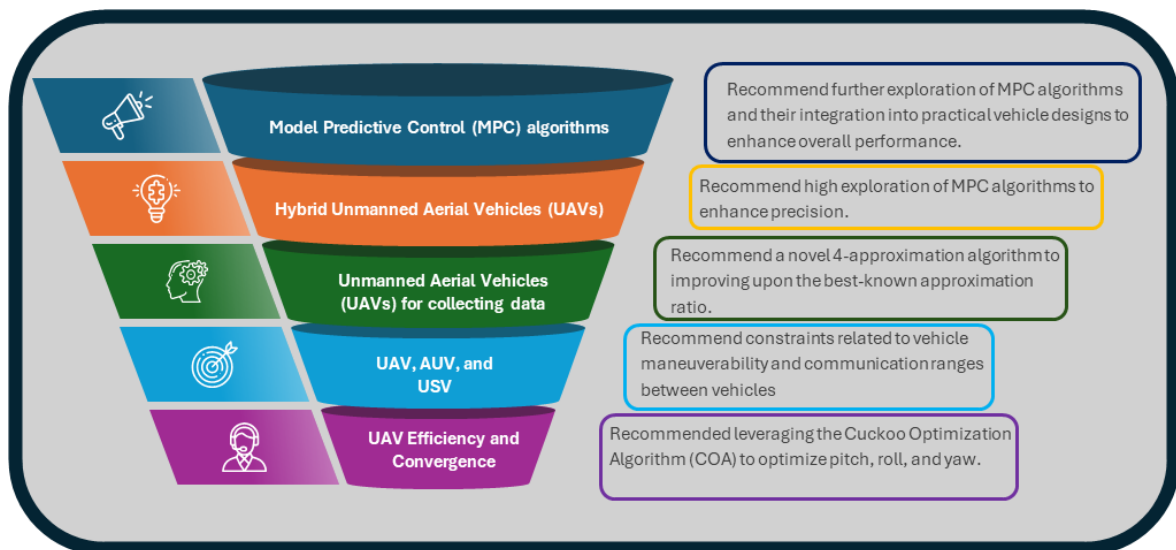 Model Predictive Control (MPC) algorithms
Recommend further exploration of MPC algorithms
and their integration into practical vehicle designs to
enhance overall performance.
Hybrid Unmanned Aerial Vehicles (UAVs)
Recommend high exploration of MPC algorithms to
enhance precision.
Unmanned Aerial Vehicles
(UAVs) for collecting data
Recommend a novel 4-approximation algorithm to
improving upon the best-known approximation
ratio.
UAV, AUV, and
USV
Recommend constraints related to vehicle
maneuverability and communication ranges
between vehicles
UAV Efficiency and
Convergence
Recommended leveraging the Cuckoo Optimization
Algorithm (COA) to optimize pitch, roll, and yaw.